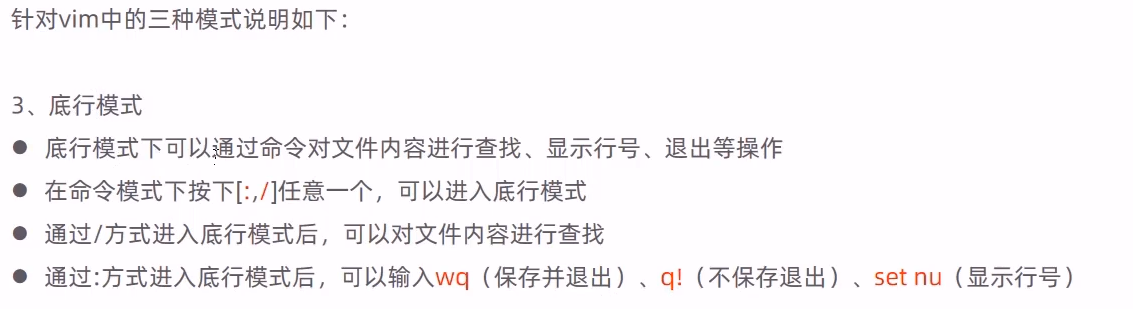 针对vim中的三种模式说明如下：
3、底行模式
● 底行模式下可以通过命令对文件内容进行查找、显示行号、退出等操作
● 在命令模式下按下[:,/]任意一个，可以进入底行模式
● 通过/方式进入底行模式后，可以对文件内容进行查找
● 通过:方式进入底行模式后，可以输入wq（保存并退出）、q!（不保存退出）、set nu（显示行号）